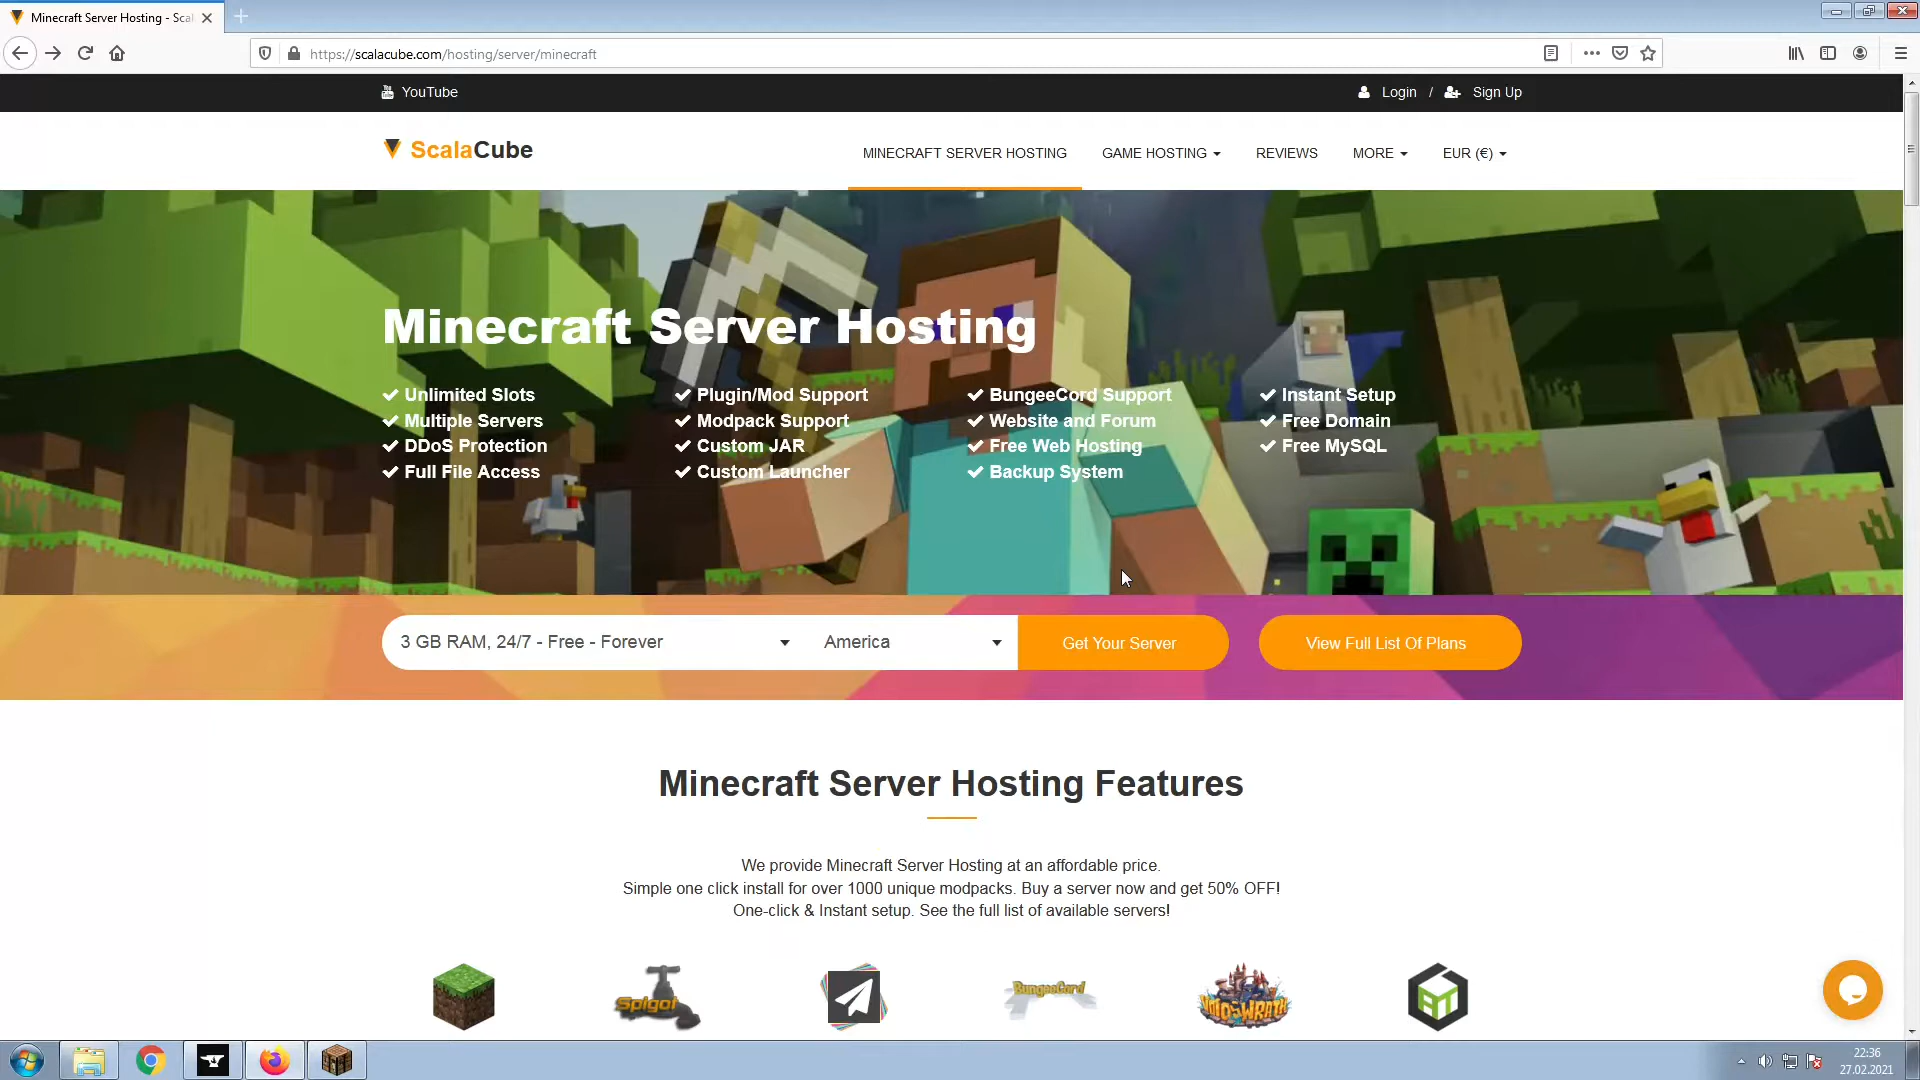 Minecraft Server Hosting - Scal
https://scalacube.com/hosting/server/minecraft
YouTube
Login / Sign Up
ScalaCube
MINECRAFT SERVER HOSTING
GAME HOSTING
REVIEWS
MORE
EUR (€)
Minecraft Server Hosting
Unlimited Slots
Multiple Servers
DDoS Protection
Full File Access
Plugin/Mod Support
Modpack Support
Custom JAR
Custom Launcher
BungeeCord Support
Website and Forum
Free Web Hosting
Backup System
Instant Setup
Free Domain
Free MySQL
3 GB RAM, 24/7 - Free - Forever
America
Get Your Server
View Full List Of Plans
Minecraft Server Hosting Features
We provide Minecraft Server Hosting at an affordable price.
Simple one click install for over 1000 unique modpacks. Buy a server now and get 50% OFF!
One-click & Instant setup. See the full list of available servers!
Spigot
BungeeCord
VOIDSWRATH
22:36
27.02.2021